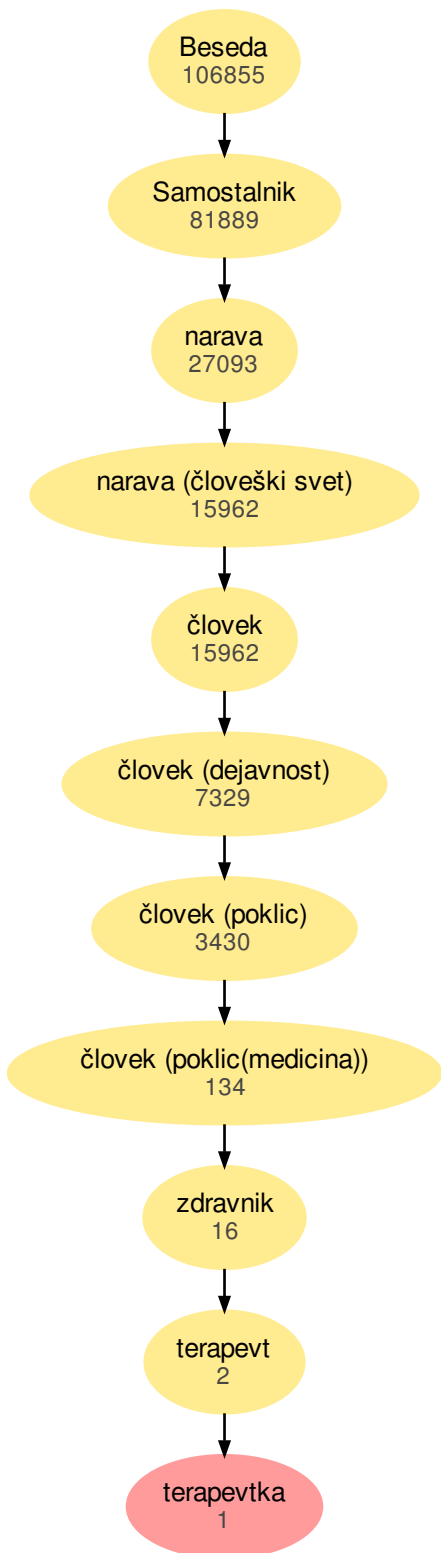 Beseda
106855
Samostalnik
81889
narava
27093
narava (človeški svet)
15962
človek
15962
človek (dejavnost)
7329
človek (poklic)
3430
človek (poklic(medicina))
134
zdravnik
16
terapevt
2
terapevtka
1